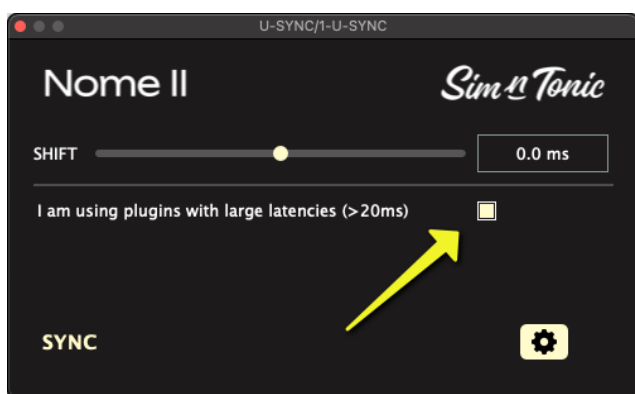 U-SYNC/1-U-SYNC
Nome II
Sim n Tonic
SHIFT
0.0 ms
I am using plugins with large latencies (>20ms)
SYNC